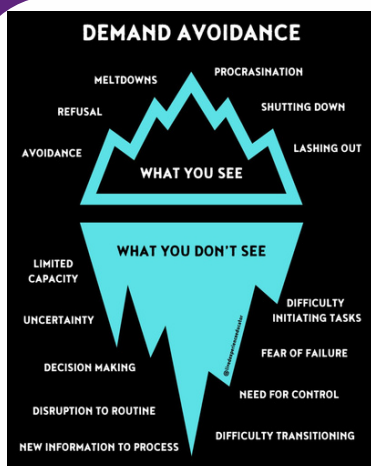 DEMAND AVOIDANCE
MELTDOWNS
PROCRASINATION
REFUSAL
SHUTTING DOWN
AVOIDANCE
LASHING OUT
WHAT YOU SEE
WHAT YOU DON'T SEE
LIMITED
CAPACITY
UNCERTAINTY
DECISION MAKING
DISRUPTION TO ROUTINE
NEW INFORMATION TO PROCESS
DIFFICULTY
INITIATING TASKS
FEAR OF FAILURE
NEED FOR CONTROL
DIFFICULTY TRANSITIONING
@livedexperienceeducator